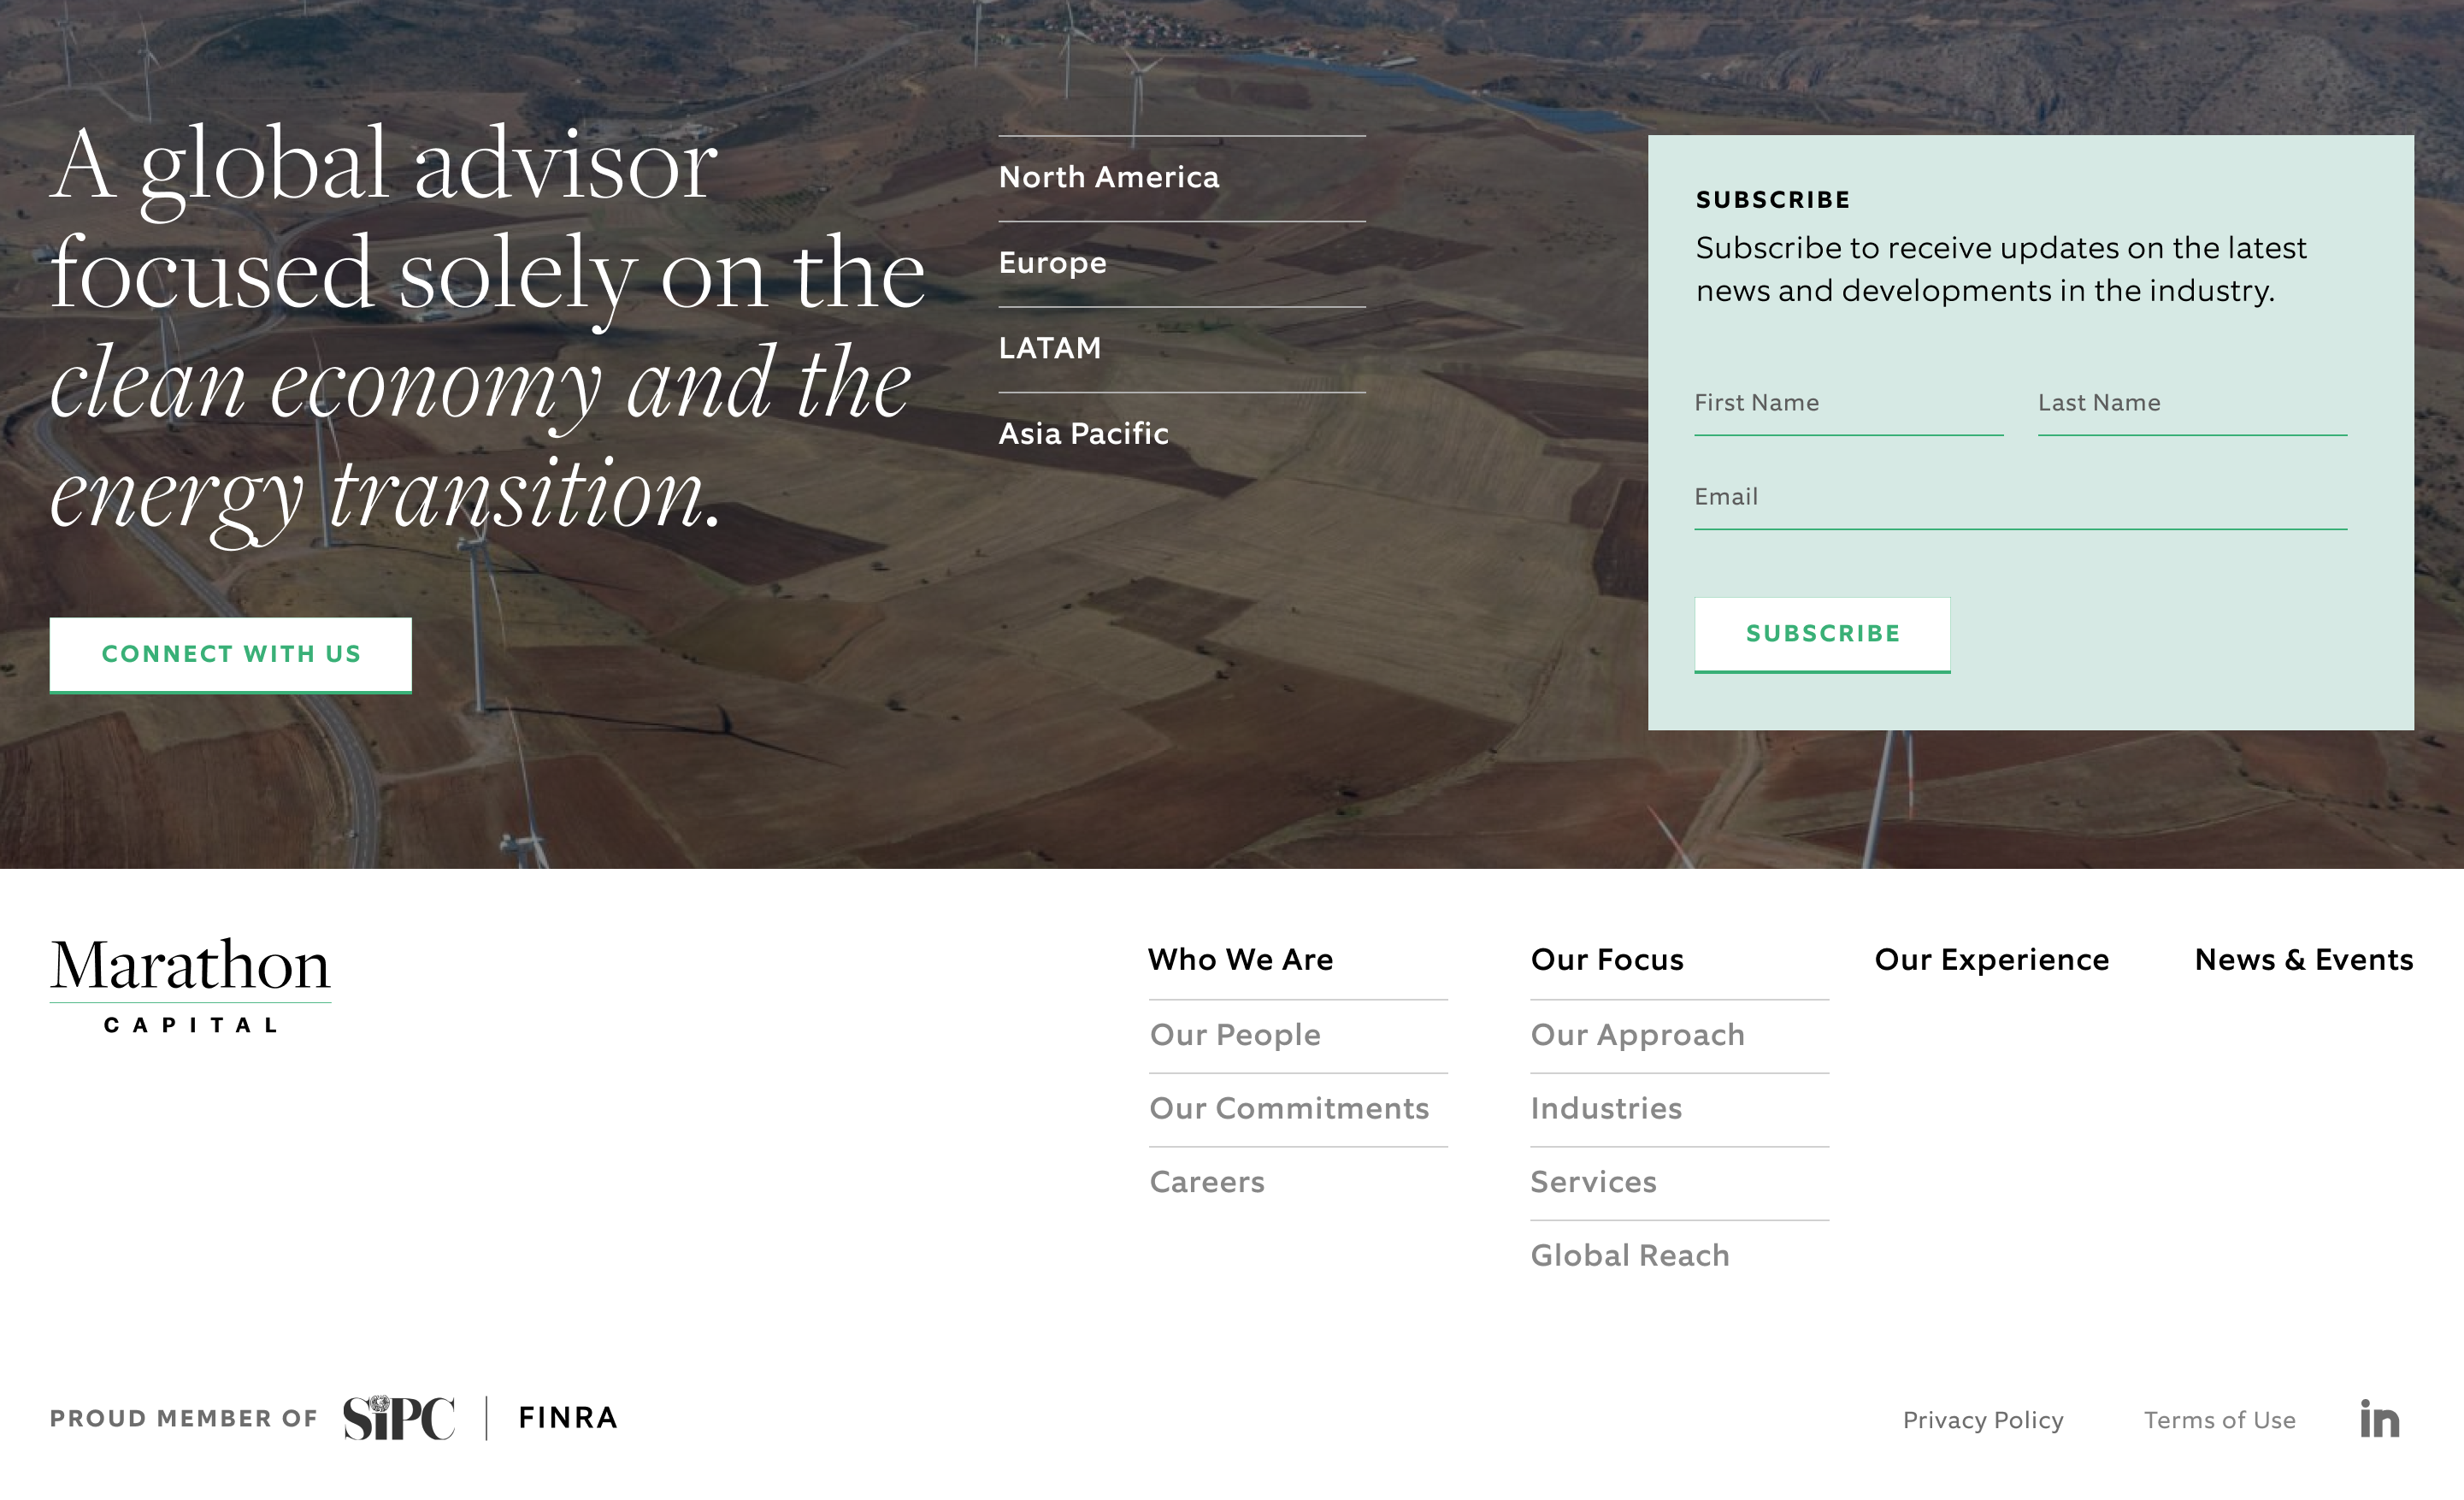 A global advisor
focused solely on the
clean economy and the
energy transition.
CONNECT WITH US
North America
Europe
LATAM
Asia Pacific
SUBSCRIBE
Subscribe to receive updates on the latest
news and developments in the industry.
First Name
Last Name
Email
SUBSCRIBE
Marathon
CAPITAL
Who We Are
Our People
Our Commitments
Careers
Our Focus
Our Approach
Industries
Services
Global Reach
Our Experience
News & Events
PROUD MEMBER OF SiPC | FINRA
Privacy Policy
Terms of Use
in